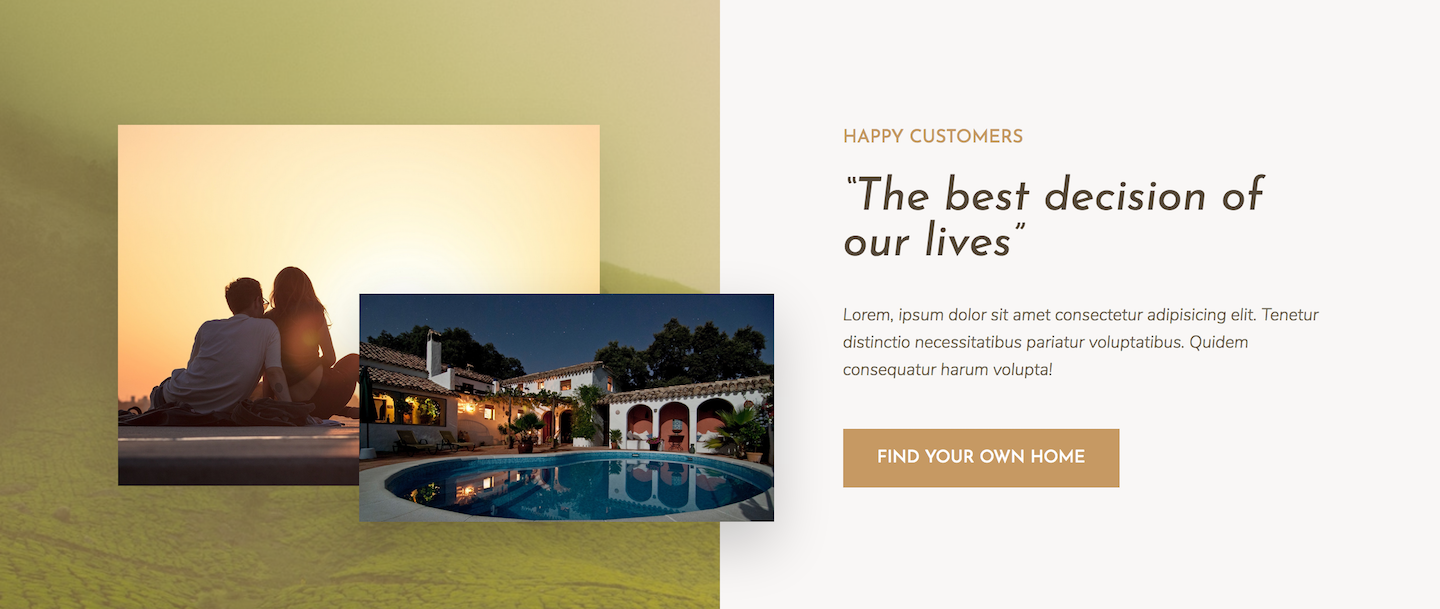 HAPPY CUSTOMERS
“The best decision of
our lives”
Lorem, ipsum dolor sit amet consectetur adipisicing elit. Tenetur
distinctio necessitatibus pariatur voluptatibus. Quidem
consequatur harum volupta!
FIND YOUR OWN HOME